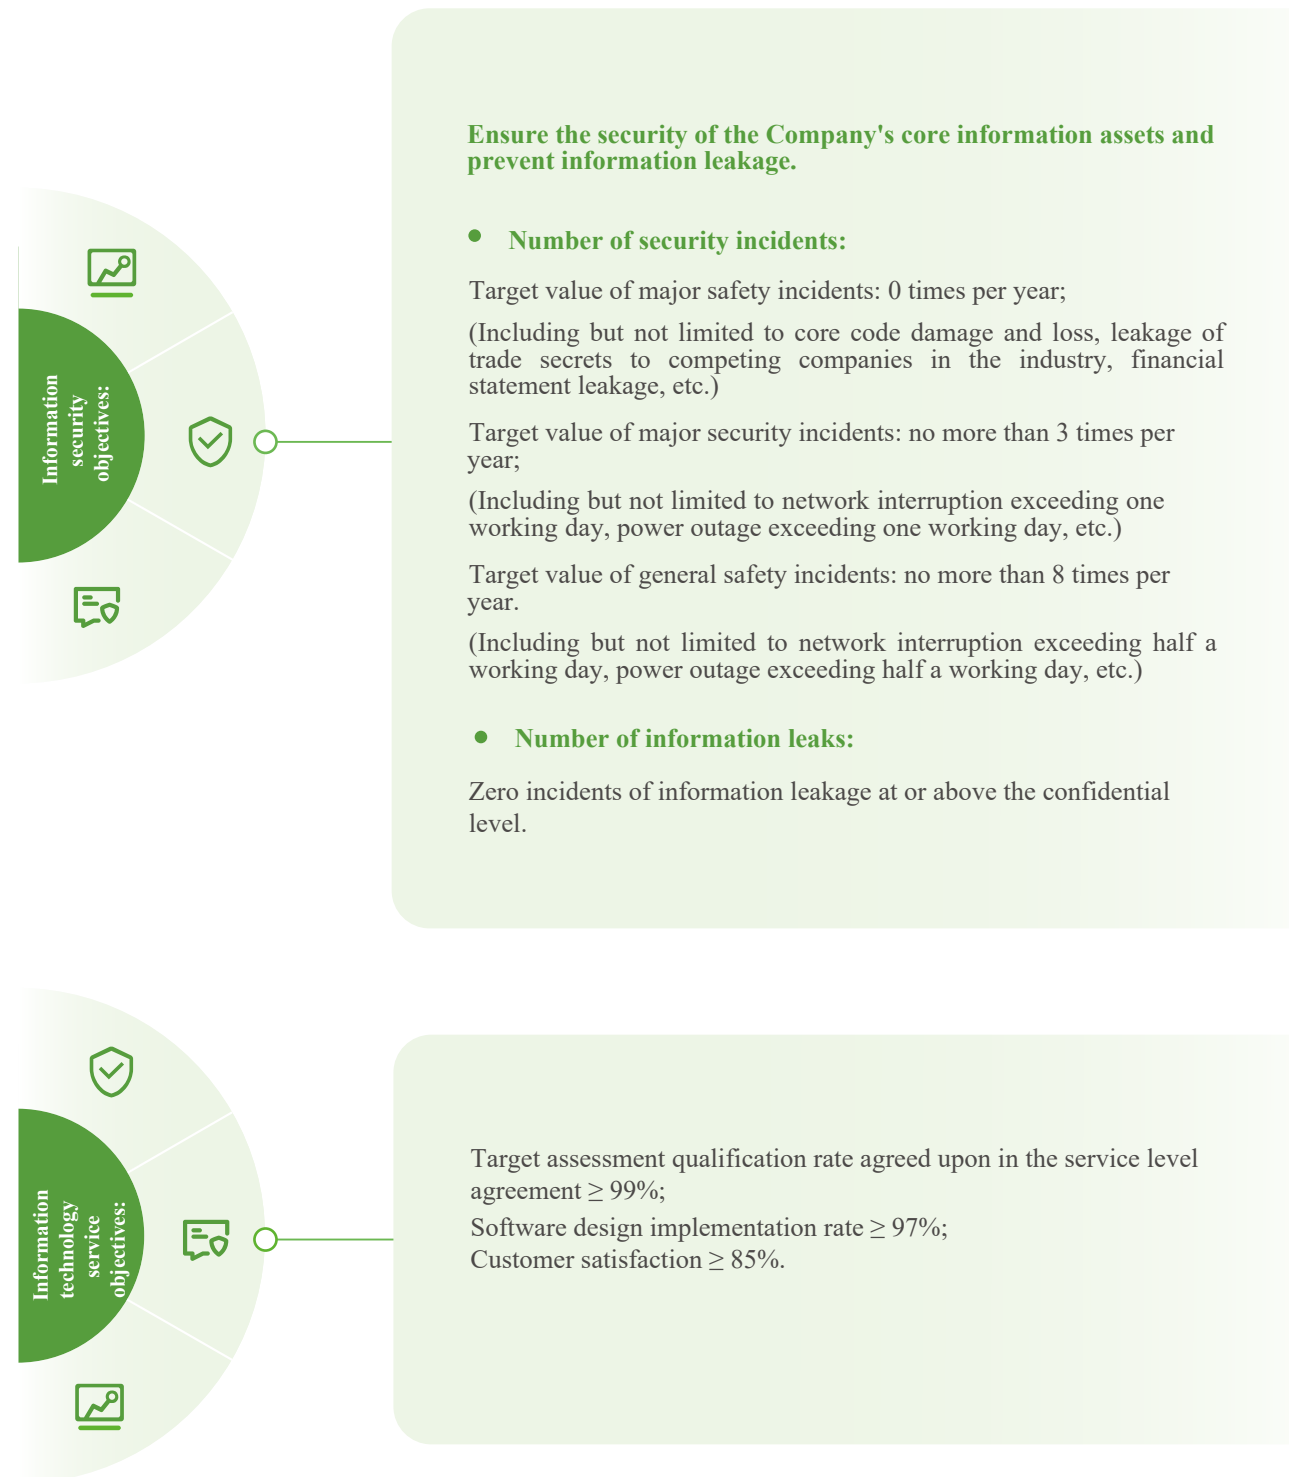 Ensure the security of the Company's core information assets and
prevent information leakage.
• Number of security incidents:
Target value of major safety incidents: 0 times per year;
(Including but not limited to core code damage and loss, leakage of
trade secrets to competing companies in the industry, financial
statement leakage, etc.)
Target value of major security incidents: no more than 3 times per
year;
(Including but not limited to network interruption exceeding one
working day, power outage exceeding one working day, etc.)
Target value of general safety incidents: no more than 8 times per
year.
(Including but not limited to network interruption exceeding half a
working day, power outage exceeding half a working day, etc.)
• Number of information leaks:
Zero incidents of information leakage at or above the confidential
level.
Information
security
objectives:
Target assessment qualification rate agreed upon in the service level
agreement ≥ 99%;
Software design implementation rate ≥ 97%;
Customer satisfaction ≥ 85%.
Information
technology
service
objectives: